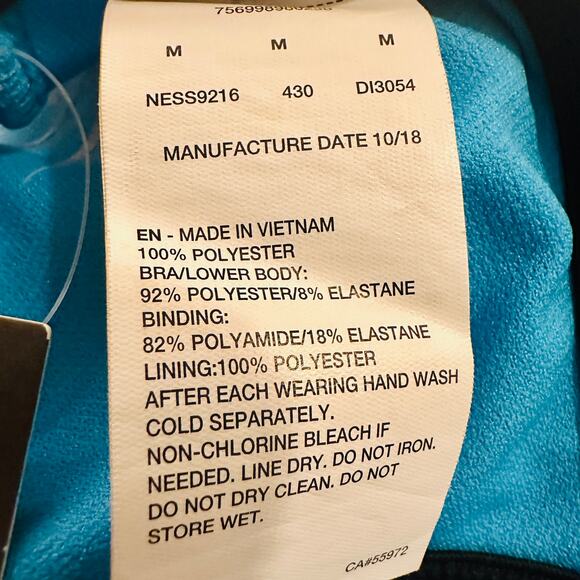 M M M
NESS9216 430 DI3054
MANUFACTURE DATE 10/18
EN - MADE IN VIETNAM
100% POLYESTER
BRA/LOWER BODY:
92% POLYESTER/8% ELASTANE
BINDING:
82% POLYAMIDE/18% ELASTANE
LINING:100% POLYESTER
AFTER EACH WEARING HAND WASH
COLD SEPARATELY.
NON-CHLORINE BLEACH IF
NEEDED. LINE DRY. DO NOT IRON.
DO NOT DRY CLEAN. DO NOT
STORE WET.
CA#55972